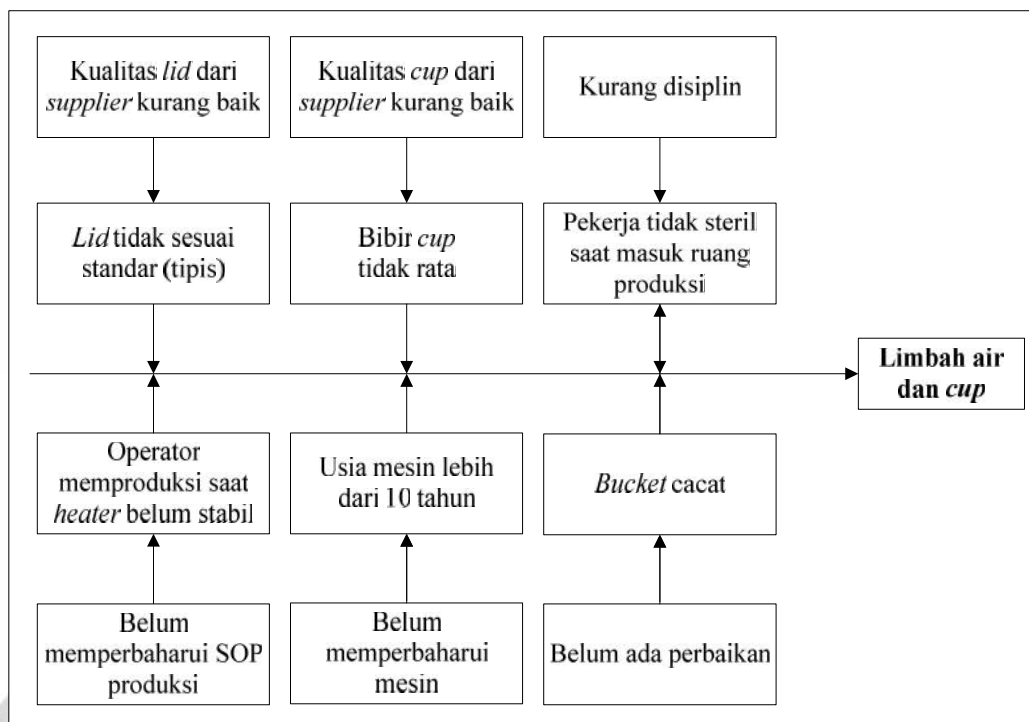 Kualitas lid dari
supplier kurang baik
Kualitas cup dari
supplier kurang baik
Kurang disiplin
Lid tidak sesuai
standar (tipis)
Bibir cup
tidak rata
Pekerja tidak steril
saat masuk ruang
produksi
Limbah air
dan cup
Operator
memproduksi saat
heater belum stabil
Usia mesin lebih
dari 10 tahun
Bucket cacat
Belum
memperbaharui SOP
produksi
Belum
memperbaharui
mesin
Belum ada perbaikan